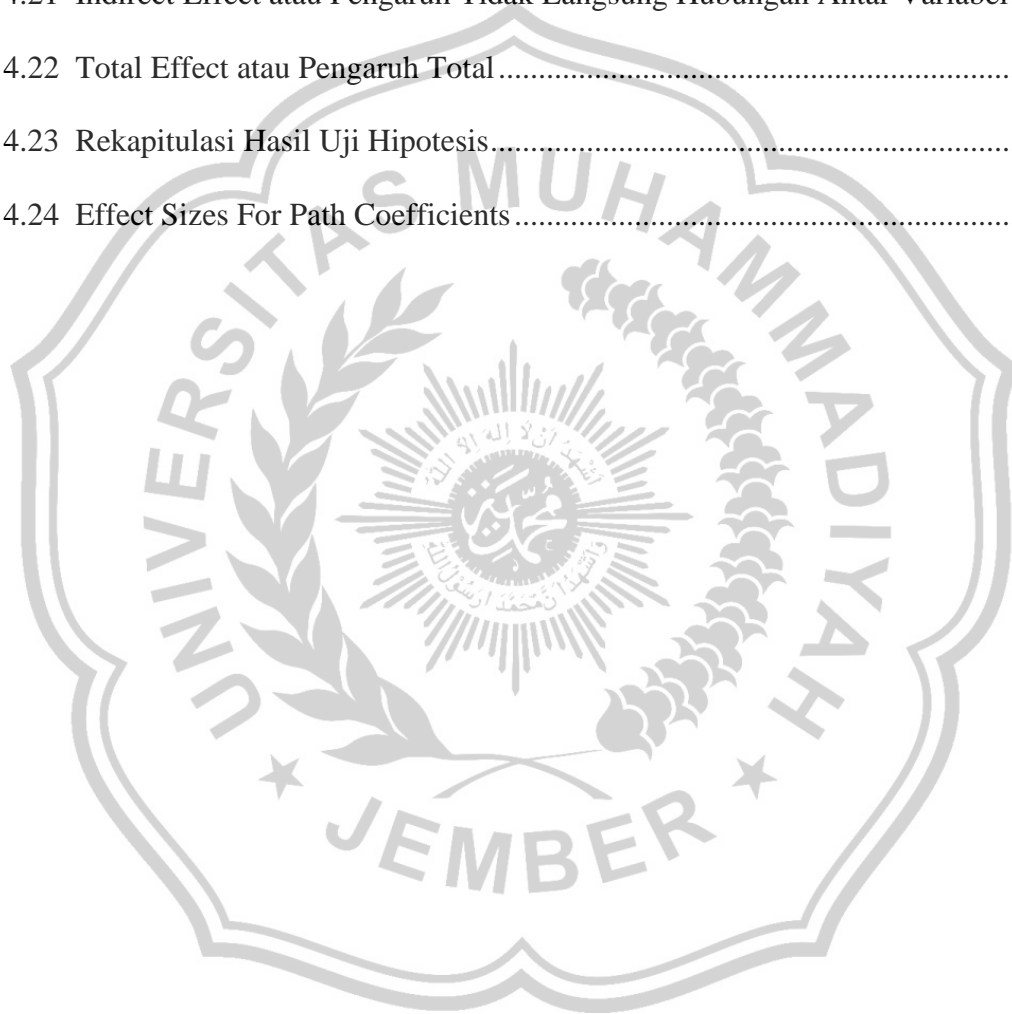 4.21 Indirect Effect atau Pengaruh Tidak Langsung Hubungan Antar Variabel
4.22 Total Effect atau Pengaruh Total................................................................
4.23 Rekapitulasi Hasil Uji Hipotesis.................................................................
4.24 Effect Sizes For Path Coefficients..............................................................
UNIVERSITAS MUHAMMADIYAH
JEMBER